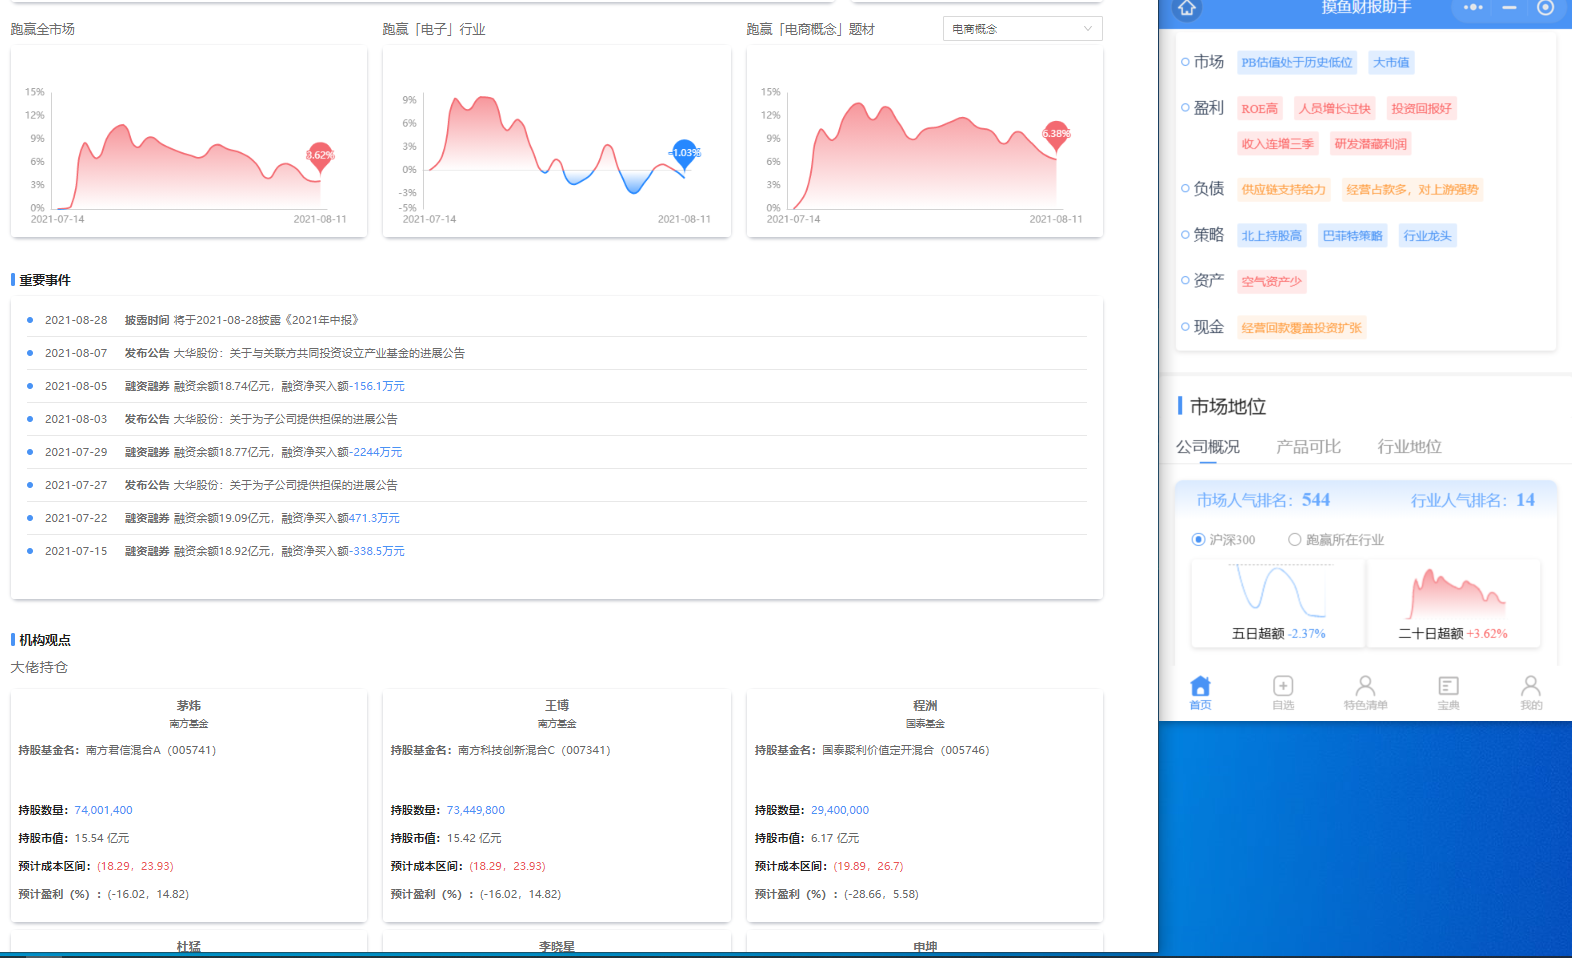 跑赢全市场
跑赢「电子」行业
跑赢「电商概念」题材
电商概念
15%
12%
9%
6%
3%
0%
3.62%
2021-07-14
2021-08-11
9%
6%
3%
0%
-3%
-5%
-1.03%
2021-07-14
2021-08-11
15%
12%
9%
6%
3%
0%
6.38%
2021-07-14
2021-08-11
重要事件
2021-08-28 披露时间 将于2021-08-28披露《2021年中报》
2021-08-07 发布公告 大华股份：关于与关联方共同投资设立产业基金的进展公告
2021-08-05 融资融券 融资余额18.74亿元，融资净买入额-156.1万元
2021-08-03 发布公告 大华股份：关于为子公司提供担保的进展公告
2021-07-29 融资融券 融资余额18.77亿元，融资净买入额-2244万元
2021-07-27 发布公告 大华股份：关于为子公司提供担保的进展公告
2021-07-22 融资融券 融资余额19.09亿元，融资净买入额471.3万元
2021-07-15 融资融券 融资余额18.92亿元，融资净买入额-338.5万元
机构观点
大佬持仓
茅炜
南方基金
持股基金名：南方君信混合A（005741）
持股数量：74,001,400
持股市值：15.54 亿元
预计成本区间：(18.29，23.93)
预计盈利（%）：(-16.02，14.82)
王博
南方基金
持股基金名：南方科技创新混合C（007341）
持股数量：73,449,800
持股市值：15.42 亿元
预计成本区间：(18.29，23.93)
预计盈利（%）：(-16.02，14.82)
程洲
国泰基金
持股基金名：国泰聚利价值定开混合（005746）
持股数量：29,400,000
持股市值：6.17 亿元
预计成本区间：(19.89，26.7)
预计盈利（%）：(-28.66，5.58)
杜猛
李晓星
申坤
摸鱼财报助手
市场 PB估值处于历史低位 大市值
盈利 ROE高 人员增长过快 投资回报好
收入连增三季 研发潜藏利润
负债 供应链支持给力 经营占款多，对上游强势
策略 北上持股高 巴菲特策略 行业龙头
资产 空气资产少
现金 经营回款覆盖投资扩张
市场地位
公司概况 产品可比 行业地位
市场人气排名：544 行业人气排名：14
沪深300 跑赢所在行业
五日超额 -2.37%
二十日超额 +3.62%
首页 自选 特色清单 宝典 我的